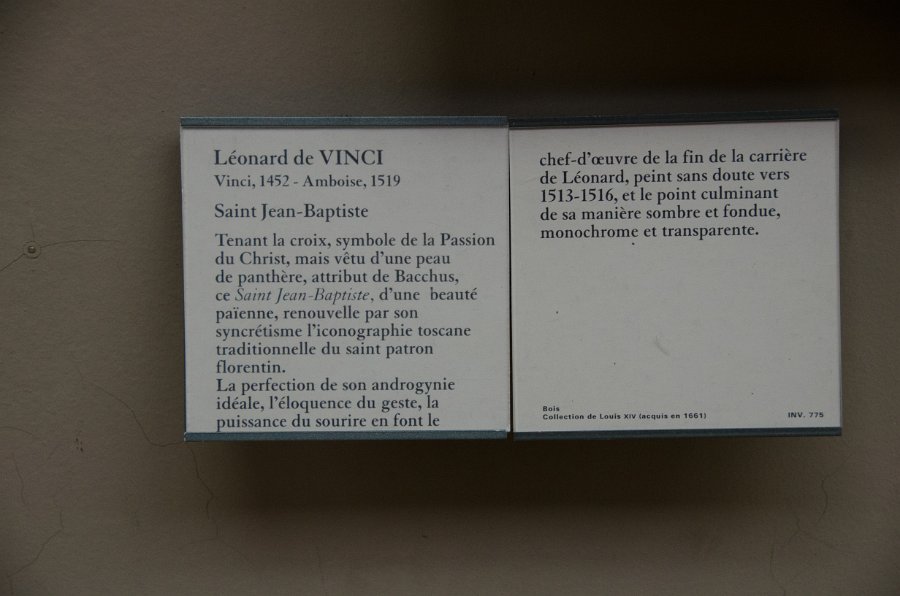 Léonard de VINCI
Vinci, 1452 - Amboise, 1519
Saint Jean-Baptiste
Tenant la croix, symbole de la Passion
du Christ, mais vêtu d'une peau
de panthère, attribut de Bacchus,
ce Saint Jean-Baptiste, d'une beauté
païenne, renouvelle par son
syncrétisme l'iconographie toscane
traditionnelle du saint patron
florentin.
La perfection de son androgynie
idéale, l'éloquence du geste, la
puissance du sourire en font le
chef-d'œuvre de la fin de la carrière
de Léonard, peint sans doute vers
1513-1516, et le point culminant
de sa manière sombre et fondue,
monochrome et transparente.
Bois
Collection de Louis XIV (acquis en 1661)
INV. 775